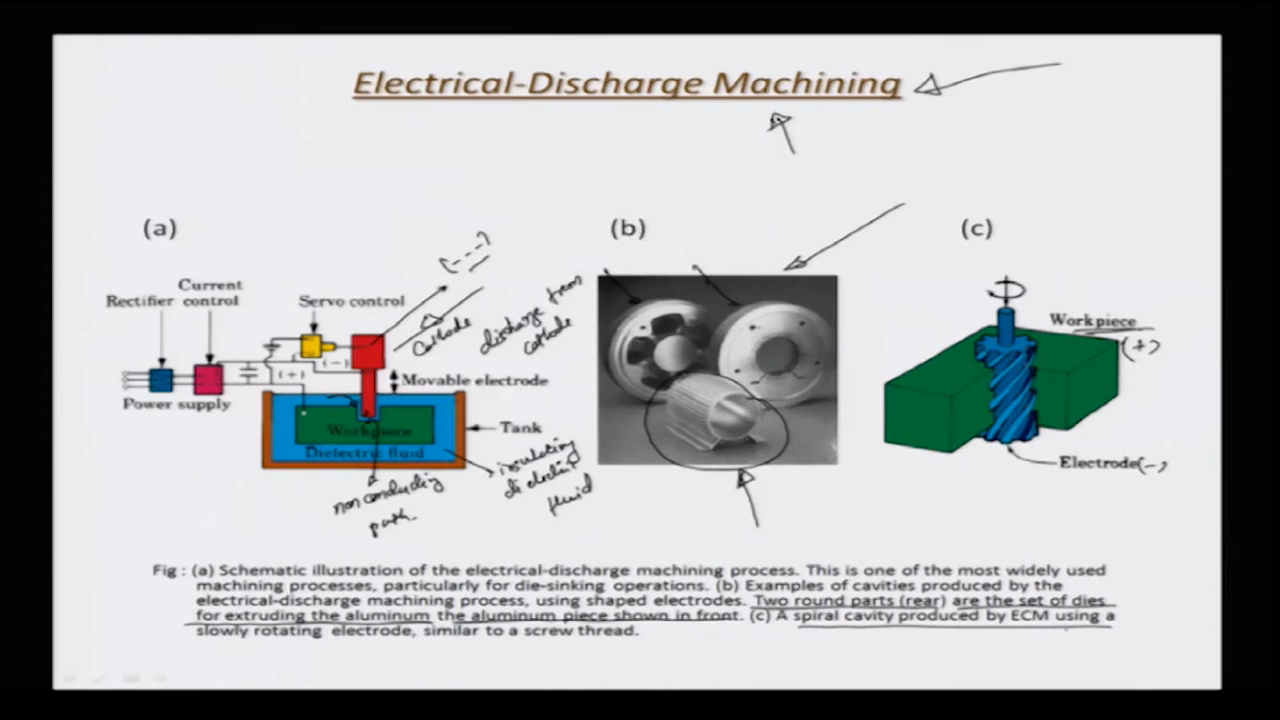 Electrical-Discharge Machining
(a)
(b)
(c)
Current
Rectifier control
Servo control
(----)
Cathode
discharge from
cathode
Workpiece
(+)
(-)
(+)
Movable electrode
Power supply
Workpiece
Tank
Dielectric fluid
insulating
dielectric
fluid
non conducting
path.
Electrode(-)
Fig : (a) Schematic illustration of the electrical-discharge machining process. This is one of the most widely used
machining processes, particularly for die-sinking operations. (b) Examples of cavities produced by the
electrical-discharge machining process, using shaped electrodes. Two round parts (rear) are the set of dies
for extruding the aluminum the aluminum piece shown in front. (c) A spiral cavity produced by ECM using a
slowly rotating electrode, similar to a screw thread.